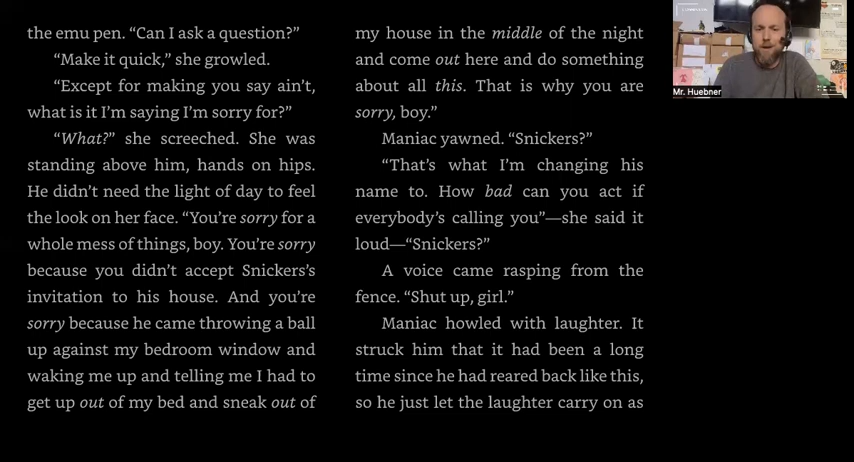 the emu pen. “Can I ask a question?”
“Make it quick,” she growled.
“Except for making you say ain’t,
what is it I’m saying I’m sorry for?”
“What?” she screeched. She was
standing above him, hands on hips.
He didn’t need the light of day to feel
the look on her face. “You’re sorry for a
whole mess of things, boy. You’re sorry
because you didn’t accept Snickers’s
invitation to his house. And you’re
sorry because he came throwing a ball
up against my bedroom window and
waking me up and telling me I had to
get up out of my bed and sneak out of
my house in the middle of the night
and come out here and do something
about all this. That is why you are
sorry, boy.”
Maniac yawned. “Snickers?”
“That’s what I’m changing his
name to. How bad can you act if
everybody’s calling you”—she said it
loud—“Snickers?”
A voice came rasping from the
fence. “Shut up, girl.”
Maniac howled with laughter. It
struck him that it had been a long
time since he had reared back like this,
so he just let the laughter carry on as
Mr. Huebner